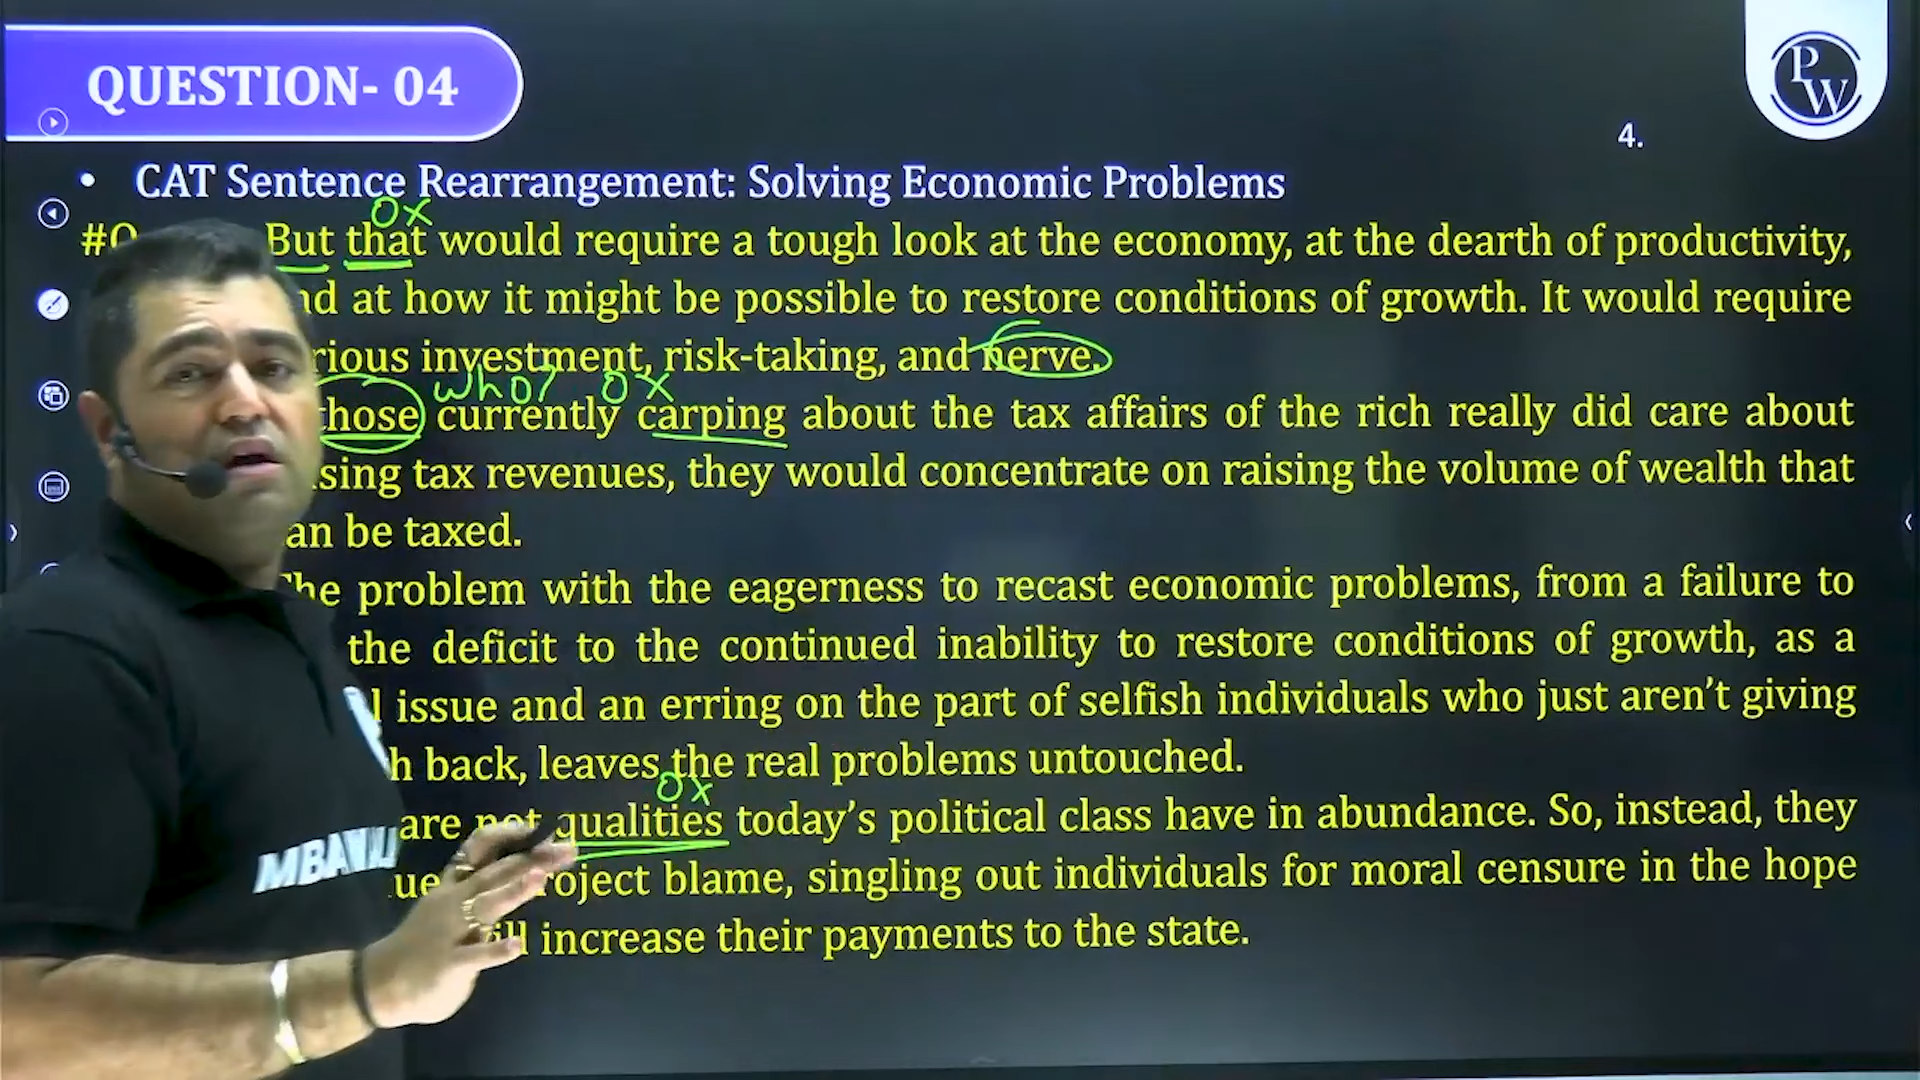 QUESTION- 04
P
W
4.
• CAT Sentence Rearrangement: Solving Economic Problems
OX
#Q But that would require a tough look at the economy, at the dearth of productivity,
nd at how it might be possible to restore conditions of growth. It would require
rious investment, risk-taking, and nerve.
who? OX
those currently carping about the tax affairs of the rich really did care about
sing tax revenues, they would concentrate on raising the volume of wealth that
an be taxed.
he problem with the eagerness to recast economic problems, from a failure to
the deficit to the continued inability to restore conditions of growth, as a
l issue and an erring on the part of selfish individuals who just aren't giving
h back, leaves the real problems untouched.
OX
are not qualities today's political class have in abundance. So, instead, they
ue roject blame, singling out individuals for moral censure in the hope
ill increase their payments to the state.
MBAWA